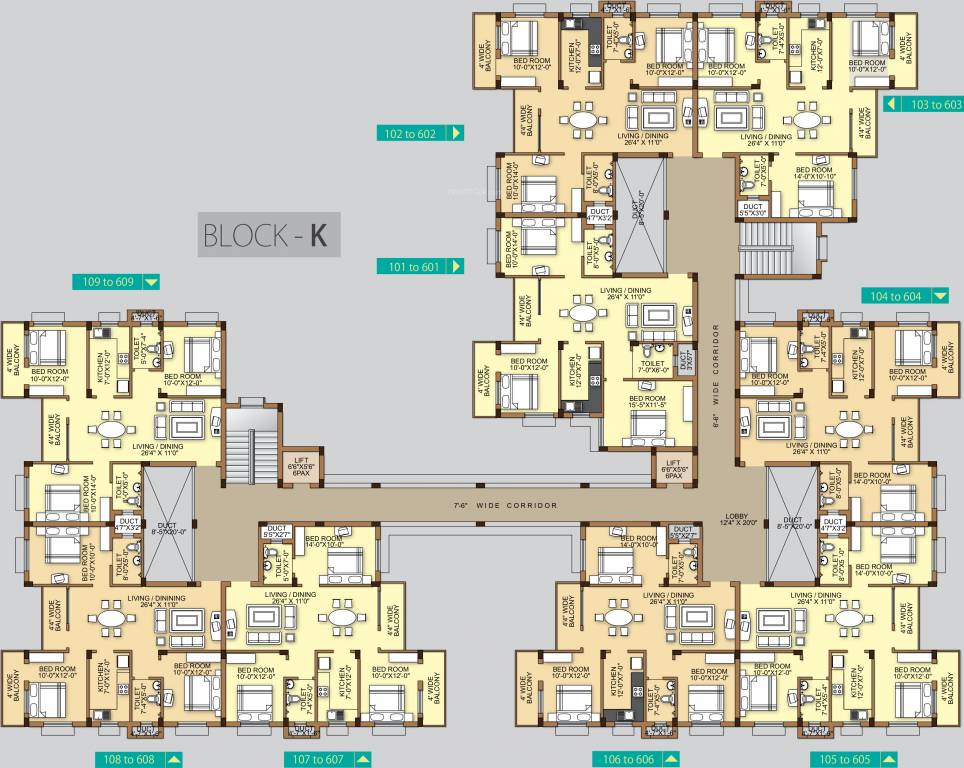 BLOCK - K
102 to 602
103 to 603
101 to 601
109 to 609
104 to 604
108 to 608
107 to 607
106 to 606
105 to 605
4' WIDE
BALCONY
BED ROOM
10'-0"X12'-0"
KITCHEN
12'-0"X7'-0"
TOILET
7'-4"X5'-0"
BED ROOM
10'-0"X12'-0"
BED ROOM
10'-0"X12'-0"
TOILET
7'-4"X5'-0"
KITCHEN
12'-0"X7'-0"
BED ROOM
10'-0"X12'-0"
4' WIDE
BALCONY
4'4" WIDE
BALCONY
LIVING / DINING
26'4" X 11'0"
LIVING / DINING
26'4" X 11'0"
4'4" WIDE
BALCONY
BED ROOM
10'-0"X14'-0"
TOILET
8'-0"X5'-0"
DUCT
4'7"X3'2"
DUCT
8'-5"X20'-0"
TOILET
7'-0"X5'-0"
BED ROOM
14'-0"X10'-10"
DUCT
5'5"X3'0"
BED ROOM
10'-0"X14'-0"
TOILET
8'-0"X5'-0"
LIVING / DINING
26'4" X 11'0"
4'4" WIDE
BALCONY
4' WIDE
BALCONY
BED ROOM
10'-0"X12'-0"
KITCHEN
12'-0"X7'-0"
TOILET
7'-0"X6'-0"
DUCT
3'X5'7"
BED ROOM
15'-5"X11'-5"
6'-6" WIDE CORRIDOR
4' WIDE
BALCONY
BED ROOM
10'-0"X12'-0"
KITCHEN
7'-0"X12'-0"
TOILET
5'-0"X7'-4"
BED ROOM
10'-0"X12'-0"
4'4" WIDE
BALCONY
LIVING / DINING
26'4" X 11'0"
BED ROOM
10'-0"X12'-0"
TOILET
7'-4"X5'-0"
KITCHEN
12'-0"X7'-0"
BED ROOM
10'-0"X12'-0"
4' WIDE
BALCONY
LIVING / DINING
26'4" X 11'0"
4'4" WIDE
BALCONY
LIFT
6'6"X5'6"
6PAX
LIFT
6'6"X5'6"
6PAX
7'-6" WIDE CORRIDOR
LOBBY
12'4" X 20'0"
BED ROOM
10'-0"X14'-0"
TOILET
8'-0"X5'-0"
DUCT
4'7"X3'2"
DUCT
8'-5"X20'-0"
BED ROOM
10'-0"X10'-0"
TOILET
8'-0"X5'-0"
DUCT
8'-5"X20'-0"
TOILET
8'-0"X5'-0"
BED ROOM
14'-0"X10'-0"
DUCT
4'7"X3'2"
TOILET
8'-0"X5'-0"
BED ROOM
14'-0"X10'-0"
DUCT
5'5"X2'7"
BED ROOM
14'-0"X10'-0"
TOILET
5'-0"X7'-0"
BED ROOM
14'-0"X10'-0"
DUCT
5'5"X2'7"
TOILET
7'-0"X5'-0"
LIVING / DINNING
26'4" X 11'0"
4'4" WIDE
BALCONY
LIVING / DINING
26'4" X 11'0"
4'4" WIDE
BALCONY
4'4" WIDE
BALCONY
LIVING / DINING
26'4" X 11'0"
LIVING / DINING
26'4" X 11'0"
4'4" WIDE
BALCONY
4' WIDE
BALCONY
BED ROOM
10'-0"X12'-0"
KITCHEN
7'-0"X12'-0"
TOILET
7'-4"X5'-0"
BED ROOM
10'-0"X12'-0"
BED ROOM
10'-0"X12'-0"
TOILET
7'-4"X5'-0"
KITCHEN
7'-0"X12'-0"
BED ROOM
10'-0"X12'-0"
4' WIDE
BALCONY
4' WIDE
BALCONY
BED ROOM
10'-0"X12'-0"
KITCHEN
12'-0"X7'-0"
TOILET
7'-4"X5'-0"
BED ROOM
10'-0"X12'-0"
BED ROOM
10'-0"X12'-0"
TOILET
KITCHEN
12'-0"X7'-0"
BED ROOM
10'-0"X12'-0"
4' WIDE
BALCONY